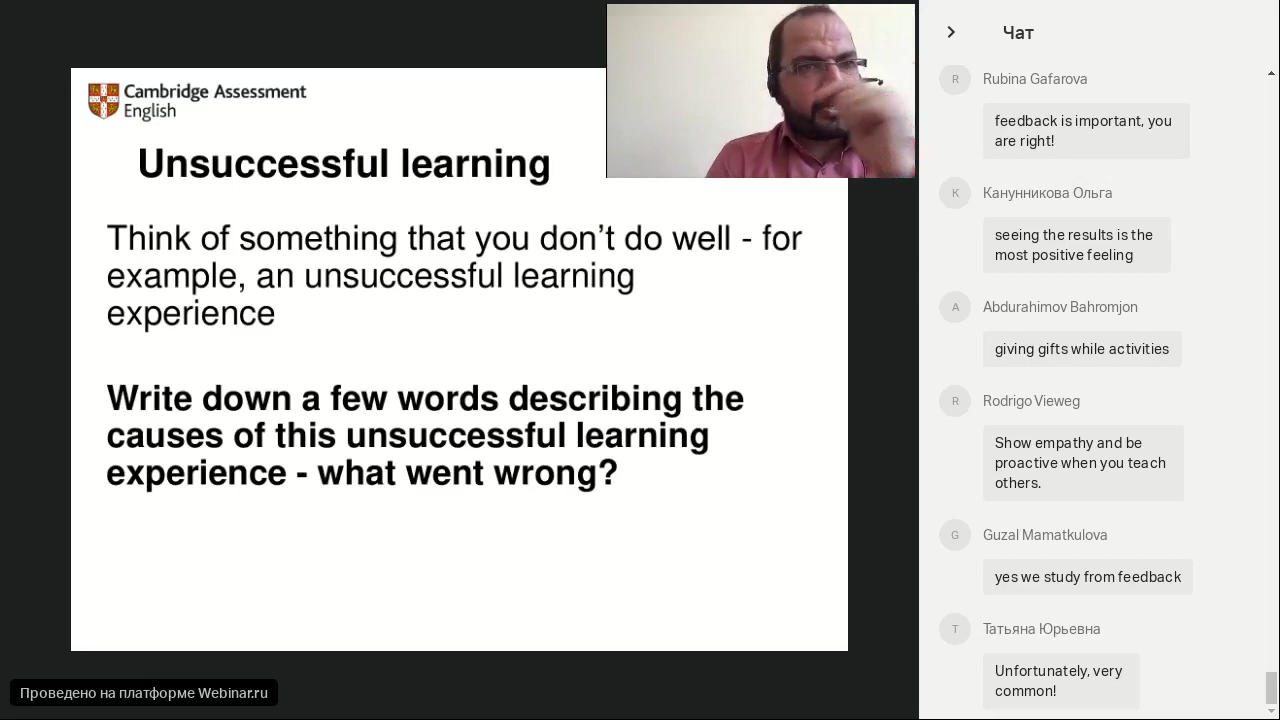 Cambridge Assessment
English
Unsuccessful learning
Think of something that you don't do well - for
example, an unsuccessful learning
experience
Write down a few words describing the
causes of this unsuccessful learning
experience - what went wrong?
Проведено на платформе Webinar.ru
Чат
R
Rubina Gafarova
feedback is important, you
are right!
К
Канунникова Ольга
seeing the results is the
most positive feeling
A
Abdurahimov Bahromjon
giving gifts while activities
R
Rodrigo Vieweg
Show empathy and be
proactive when you teach
others.
G
Guzal Mamatkulova
yes we study from feedback
Т
Татьяна Юрьевна
Unfortunately, very
common!